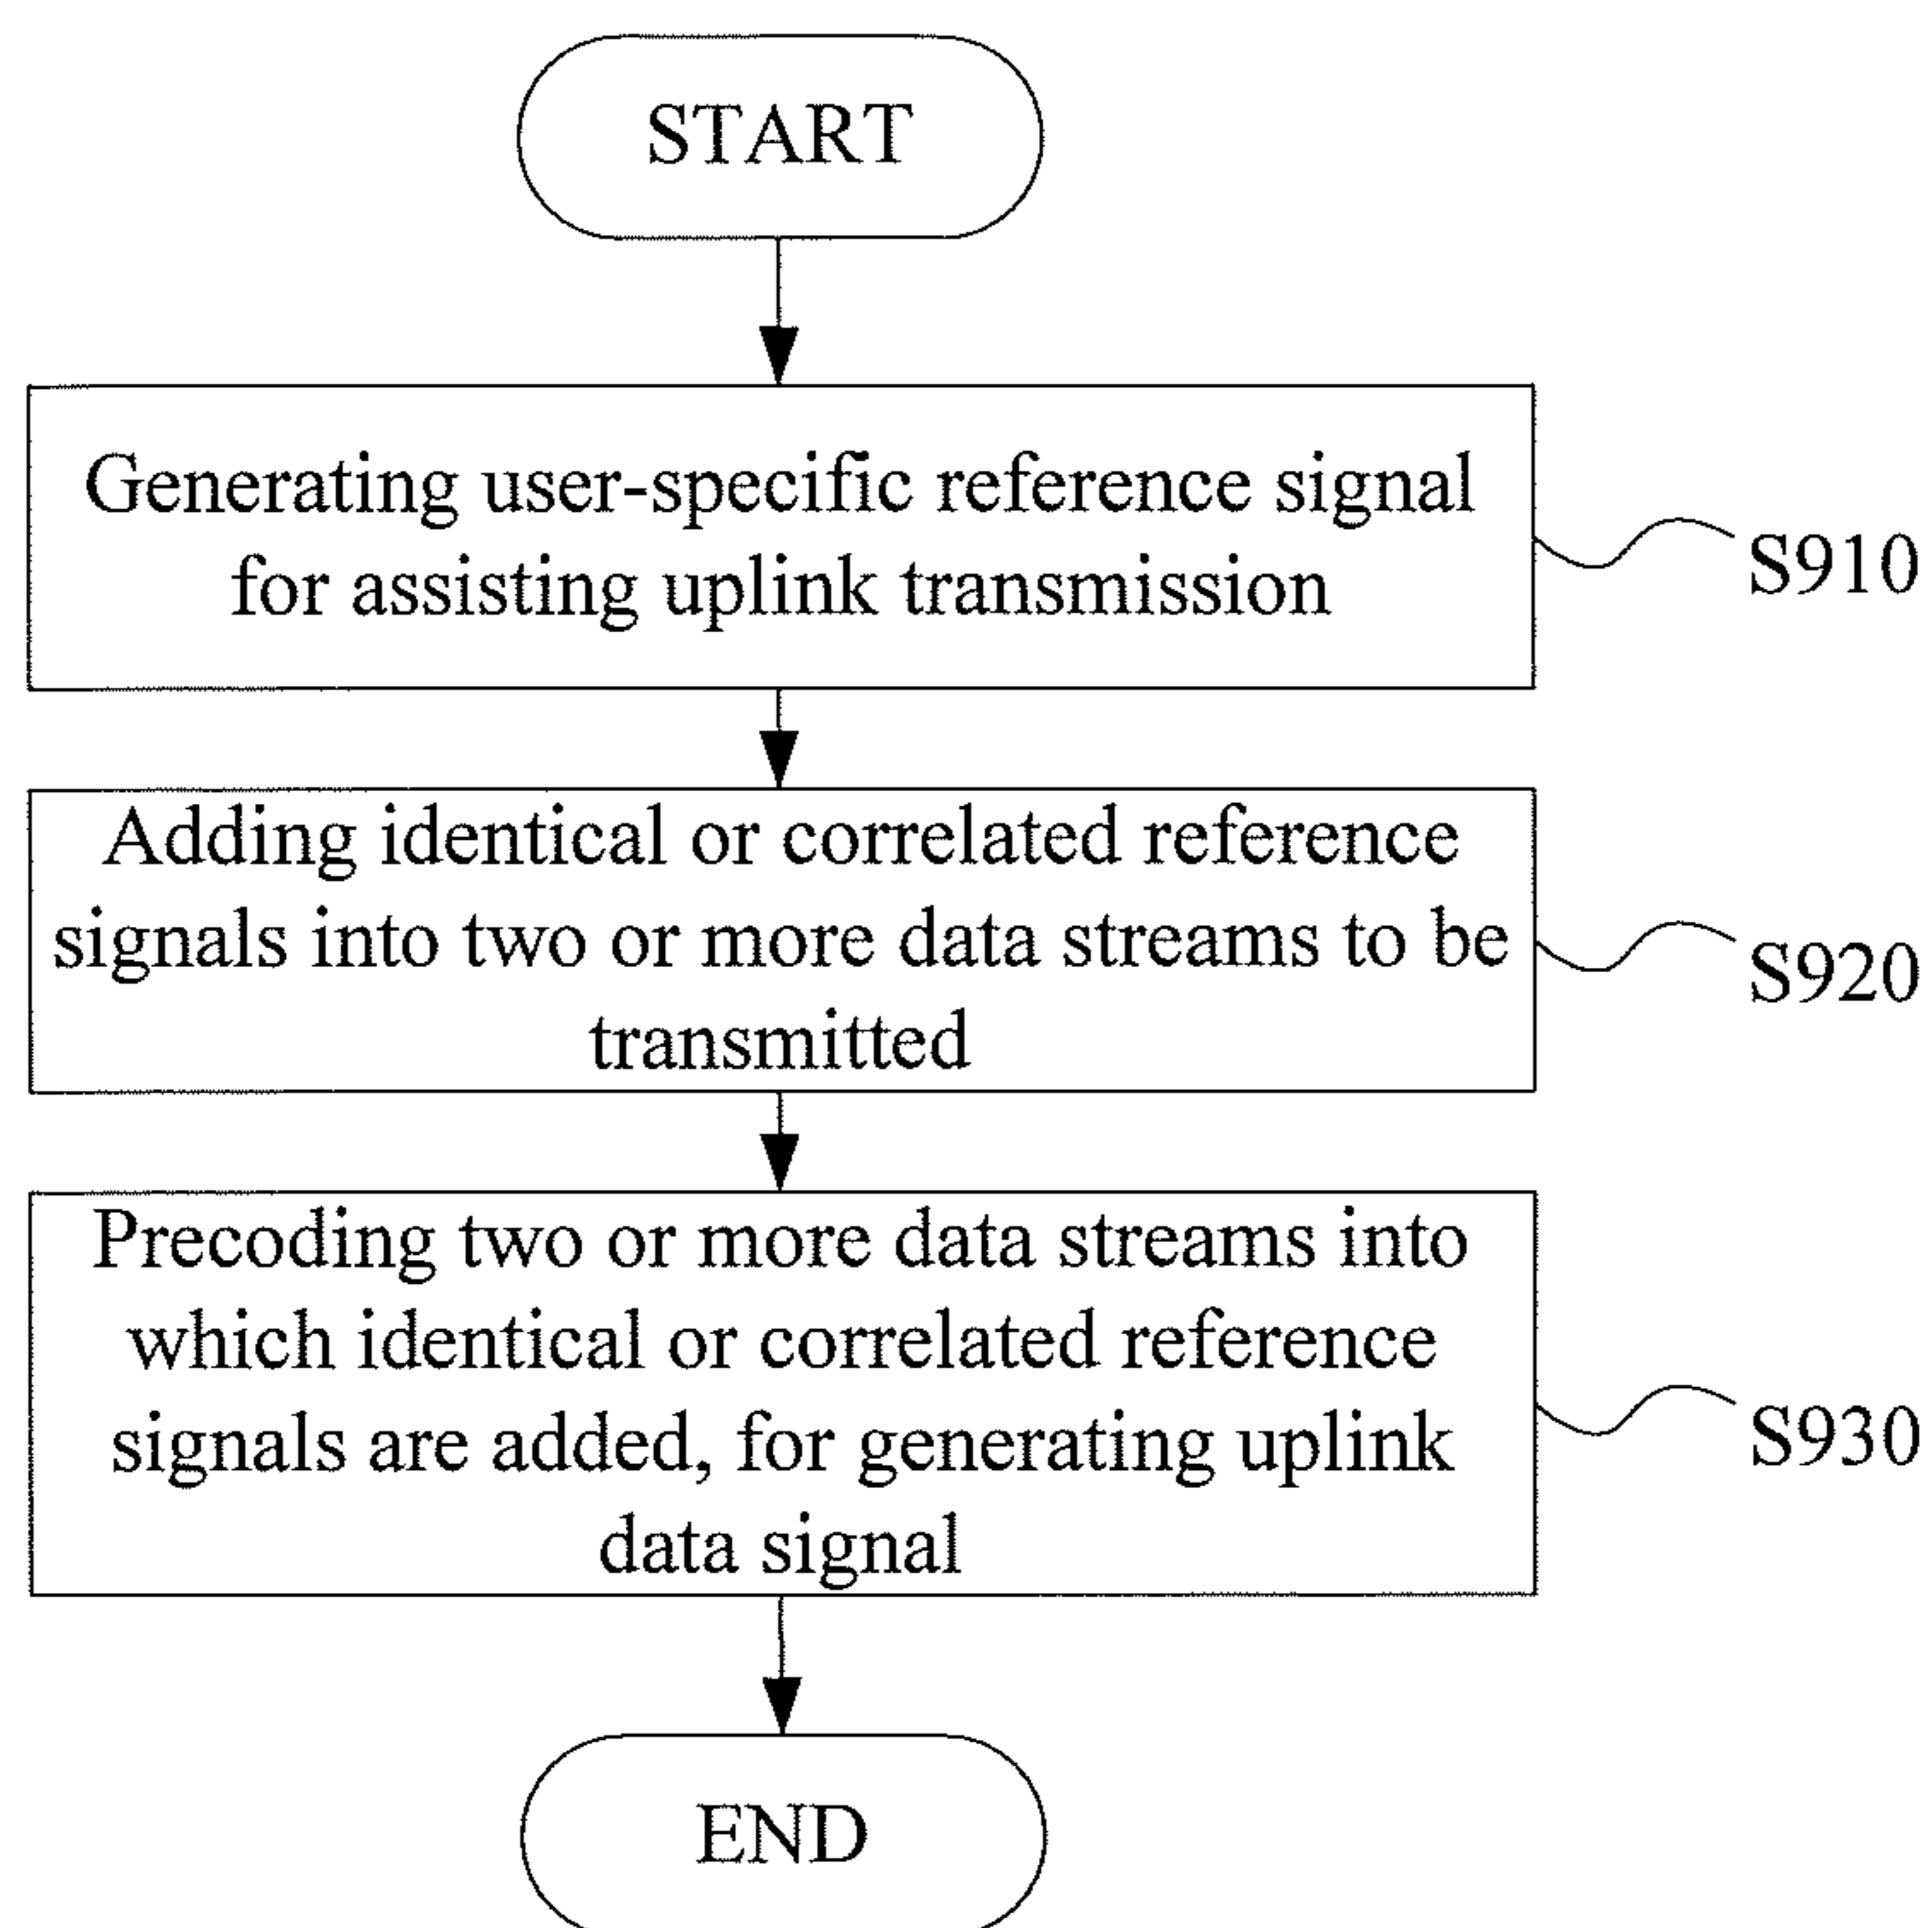 START
Generating user-specific reference signal
for assisting uplink transmission
S910
Adding identical or correlated reference
signals into two or more data streams to be
transmitted
S920
Precoding two or more data streams into
which identical or correlated reference
signals are added, for generating uplink
data signal
S930
END